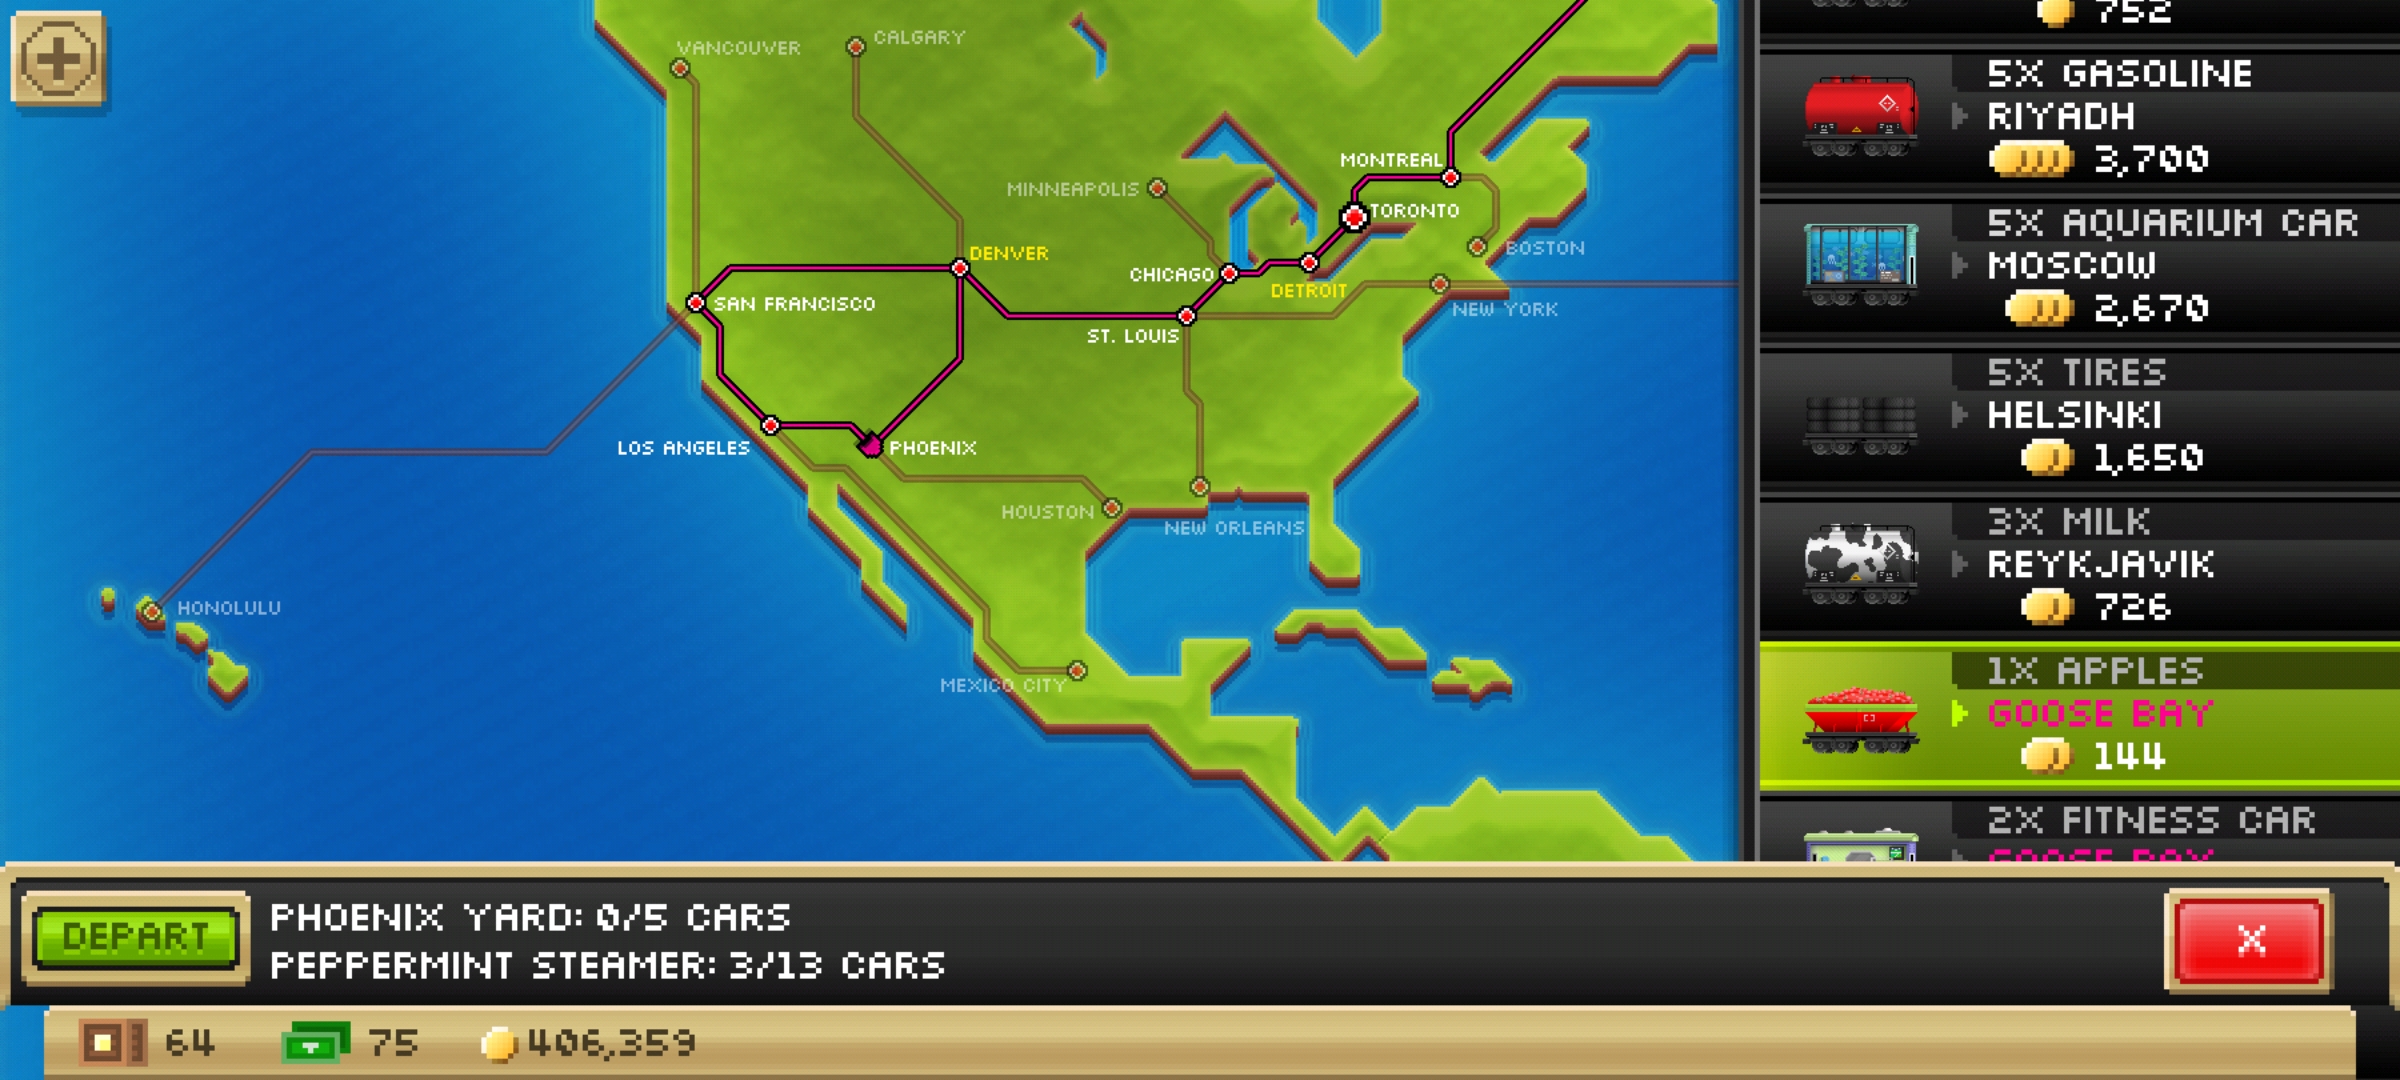 VANCOUVER
CALGARY
MINNEAPOLIS
MONTREAL
TORONTO
BOSTON
DENVER
CHICAGO
DETROIT
NEW YORK
SAN FRANCISCO
ST. LOUIS
LOS ANGELES
PHOENIX
HOUSTON
NEW ORLEANS
HONOLULU
MEXICO CITY
752
5X GASOLINE
RIYADH
3,700
5X AQUARIUM CAR
MOSCOW
2,670
5X TIRES
HELSINKI
1,650
3X MILK
REYKJAVIK
726
1X APPLES
GOOSE BAY
144
2X FITNESS CAR
GOOSE BAY
DEPART
PHOENIX YARD: 0/5 CARS
PEPPERMINT STEAMER: 3/13 CARS
X
64
75
406,359